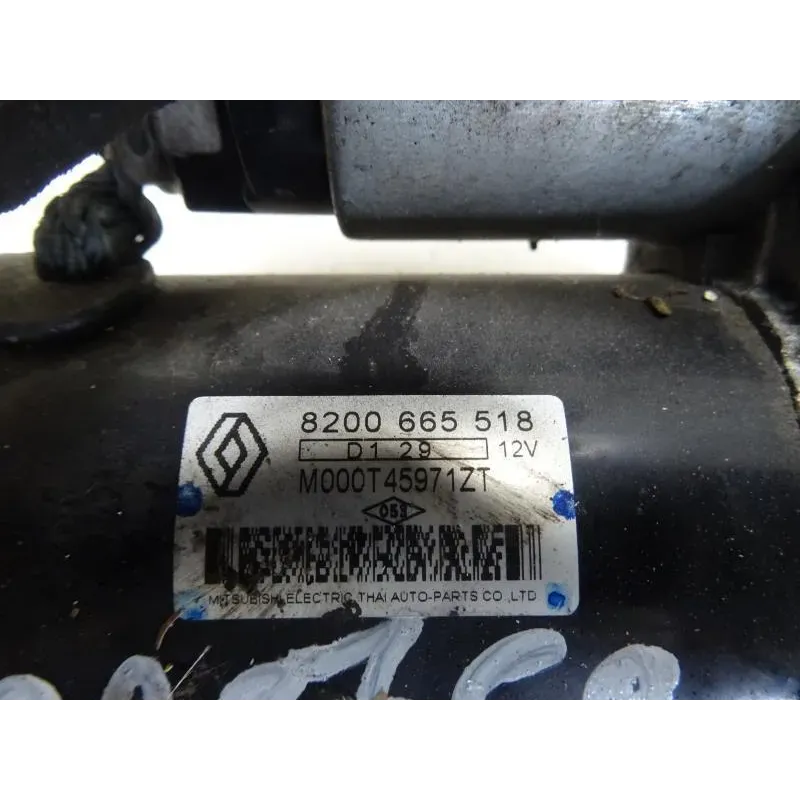 8200 665 518
D1 29 12V
M000T45971ZT
053
MITSUBISHI ELECTRIC THAI AUTO-PARTS CO.,LTD